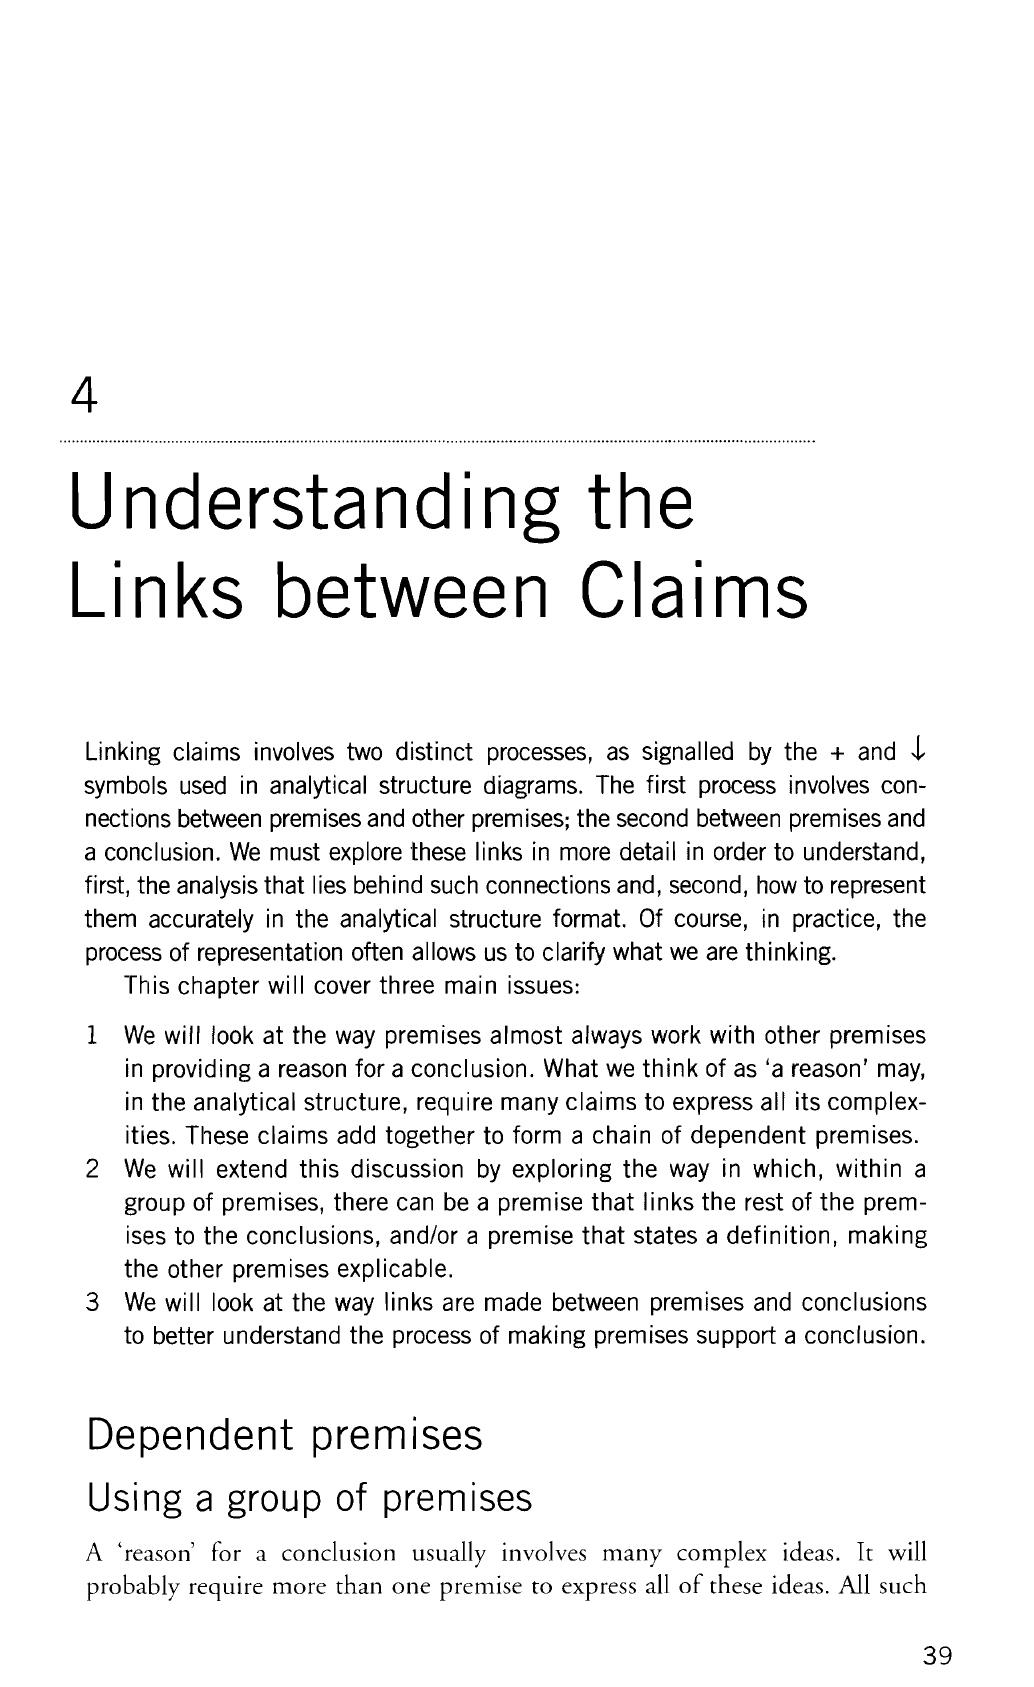 4
Understanding the
Links between Claims
Linking claims involves two distinct processes, as signalled by the + and ↓
symbols used in analytical structure diagrams. The first process involves con-
nections between premises and other premises; the second between premises and
a conclusion. We must explore these links in more detail in order to understand,
first, the analysis that lies behind such connections and, second, how to represent
them accurately in the analytical structure format. Of course, in practice, the
process of representation often allows us to clarify what we are thinking.
This chapter will cover three main issues:
1 We will look at the way premises almost always work with other premises
in providing a reason for a conclusion. What we think of as ‘a reason’ may,
in the analytical structure, require many claims to express all its complex-
ities. These claims add together to form a chain of dependent premises.
2 We will extend this discussion by exploring the way in which, within a
group of premises, there can be a premise that links the rest of the prem-
ises to the conclusions, and/or a premise that states a definition, making
the other premises explicable.
3 We will look at the way links are made between premises and conclusions
to better understand the process of making premises support a conclusion.
Dependent premises
Using a group of premises
A ‘reason’ for a conclusion usually involves many complex ideas. It will
probably require more than one premise to express all of these ideas. All such
39